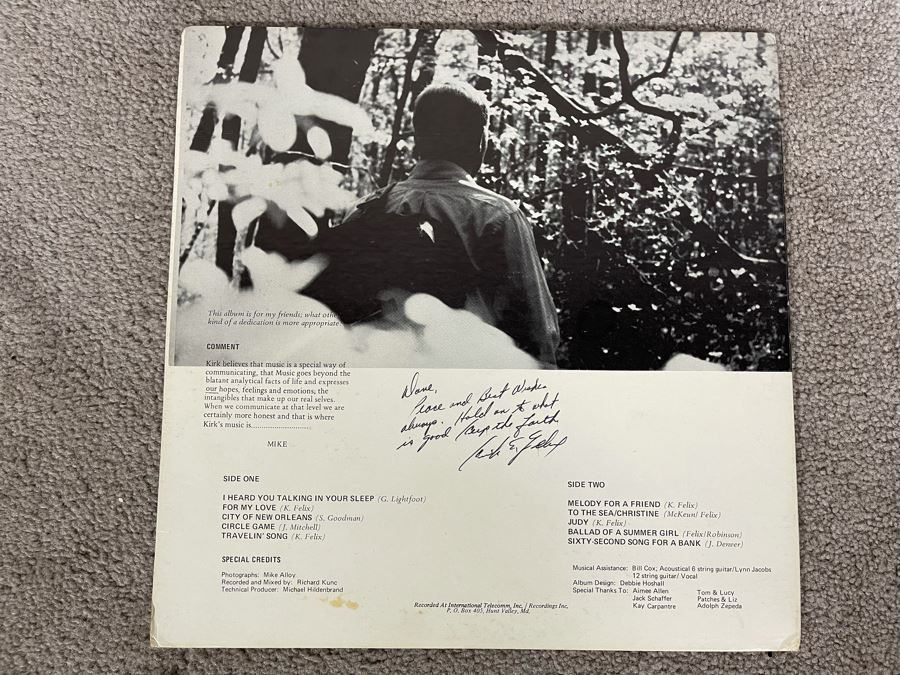 This album is for my friends; what other
kind of a dedication is more appropriate.
COMMENT
Kirk believes that music is a special way of
communicating, that Music goes beyond the
blatant analytical facts of life and expresses
our hopes, feelings and emotions; the
intangibles that make up our real selves.
When we communicate at that level we are
certainly more honest and that is where
Kirk's music is............................
MIKE
Dave,
Peace and Best Wishes
always. Hold on to what
is good keep the faith
Kirk E. Felix
SIDE ONE
I HEARD YOU TALKING IN YOUR SLEEP (G. Lightfoot)
FOR MY LOVE (K. Felix)
CITY OF NEW ORLEANS (S. Goodman)
CIRCLE GAME (J. Mitchell)
TRAVELIN' SONG (K. Felix)
SPECIAL CREDITS
Photographs: Mike Alloy
Recorded and Mixed by: Richard Kunc
Technical Producer: Michael Hildenbrand
SIDE TWO
MELODY FOR A FRIEND (K. Felix)
TO THE SEA/CHRISTINE (McKeun/ Felix)
JUDY (K. Felix)
BALLAD OF A SUMMER GIRL (Felix/Robinson)
SIXTY-SECOND SONG FOR A BANK (J. Denver)
Musical Assistance: Bill Cox; Acoustical 6 string guitar/Lynn Jacobs
12 string guitar/ Vocal
Album Design: Debbie Hoshall
Special Thanks To: Aimee Allen Tom & Lucy
Jack Schaffer Patches & Liz
Kay Carpantre Adolph Zepeda
Recorded At International Telecomm, Inc. / Recordings Inc,
P, O. Box 405, Hunt Valley, Md.